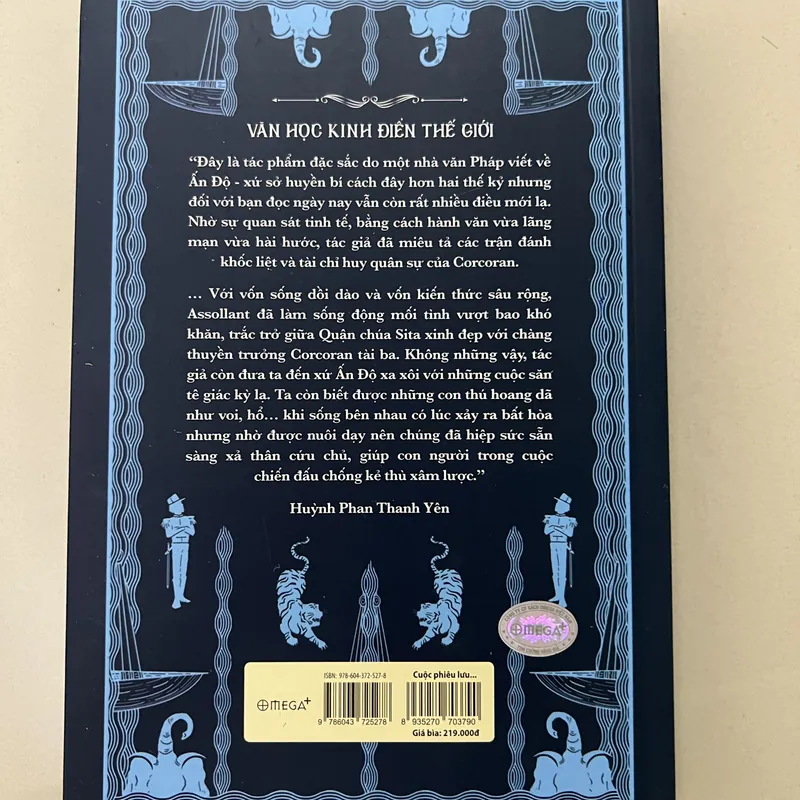 VĂN HỌC KINH ĐIỂN THẾ GIỚI
“Đây là tác phẩm đặc sắc do một nhà văn Pháp viết về
Ấn Độ - xứ sở huyền bí cách đây hơn hai thế kỷ nhưng
đối với bạn đọc ngày nay vẫn còn rất nhiều điều mới lạ.
Nhờ sự quan sát tinh tế, bằng cách hành văn vừa lãng
mạn vừa hài hước, tác giả đã miêu tả các trận đánh
khốc liệt và tài chỉ huy quân sự của Corcoran.
... Với vốn sống dồi dào và vốn kiến thức sâu rộng,
Assollant đã làm sống động mối tình vượt bao khó
khăn, trắc trở giữa Quận chúa Sita xinh đẹp với chàng
thuyền trưởng Corcoran tài ba. Không những vậy, tác
giả còn đưa ta đến xứ Ấn Độ xa xôi với những cuộc săn
tê giác kỳ lạ. Ta còn biết được những con thú hoang dã
như voi, hổ... khi sống bên nhau có lúc xảy ra bất hòa
nhưng nhờ được nuôi dạy nên chúng đã hiệp sức sẵn
sàng xả thân cứu chủ, giúp con người trong cuộc
chiến đấu chống kẻ thù xâm lược.”
Huỳnh Phan Thanh Yên
OMEGA+
ISBN: 978-604-372-527-8
Cuộc phiêu lưu...
OMEGA+
9 786043 725278
8 935270 703790
Giá bìa: 219.000đ